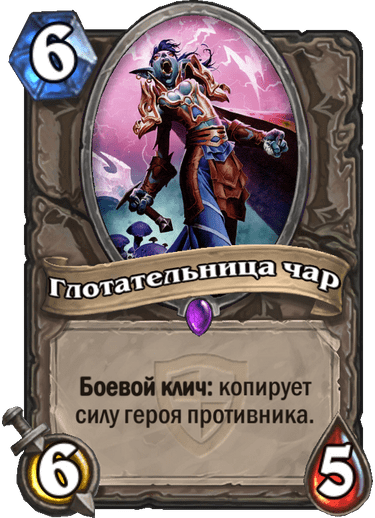 6
Глотательница чар
Боевой клич: копирует
силу героя противника.
6
5